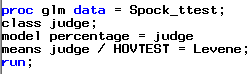 proc glm data = Spock_ttest;
class judge;
model percentage = judge
means judge / HOVTEST = Levene;
run;